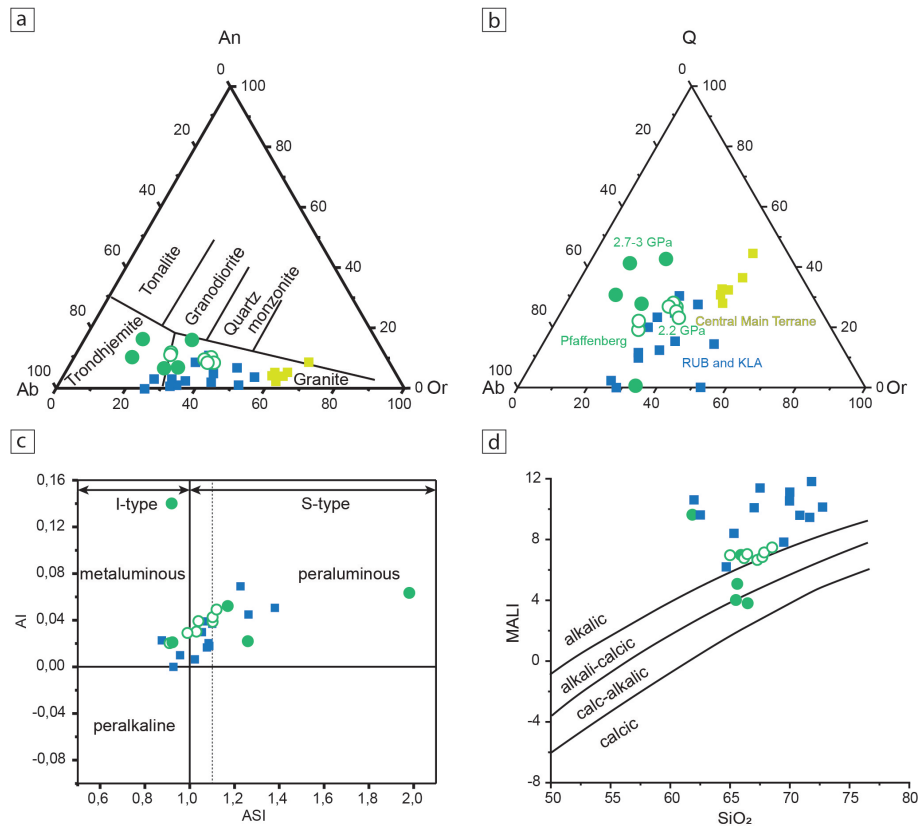 a
An
0
100
20
80
40
60
60
40
80
20
100
0
Ab
Or
0
20
40
60
80
100
Trondhjemite
Tonalite
Granodiorite
Quartz
monzonite
Granite
b
Q
0
100
20
80
40
60
60
40
80
20
100
0
Ab
Or
0
20
40
60
80
100
2.7-3 GPa
Pfaffenberg
2.2 GPa
Central Main Terrane
RUB and KLA
c
0,16
0,12
0,08
0,04
0,00
-0,04
-0,08
AI
I-type
S-type
metaluminous
peraluminous
peralkaline
0,6
0,8
1,0
1,2
1,4
1,6
1,8
2,0
ASI
d
12
8
4
0
-4
-8
MALI
alkalic
alkali-calcic
calc-alkalic
calcic
50
55
60
65
70
75
80
SiO₂